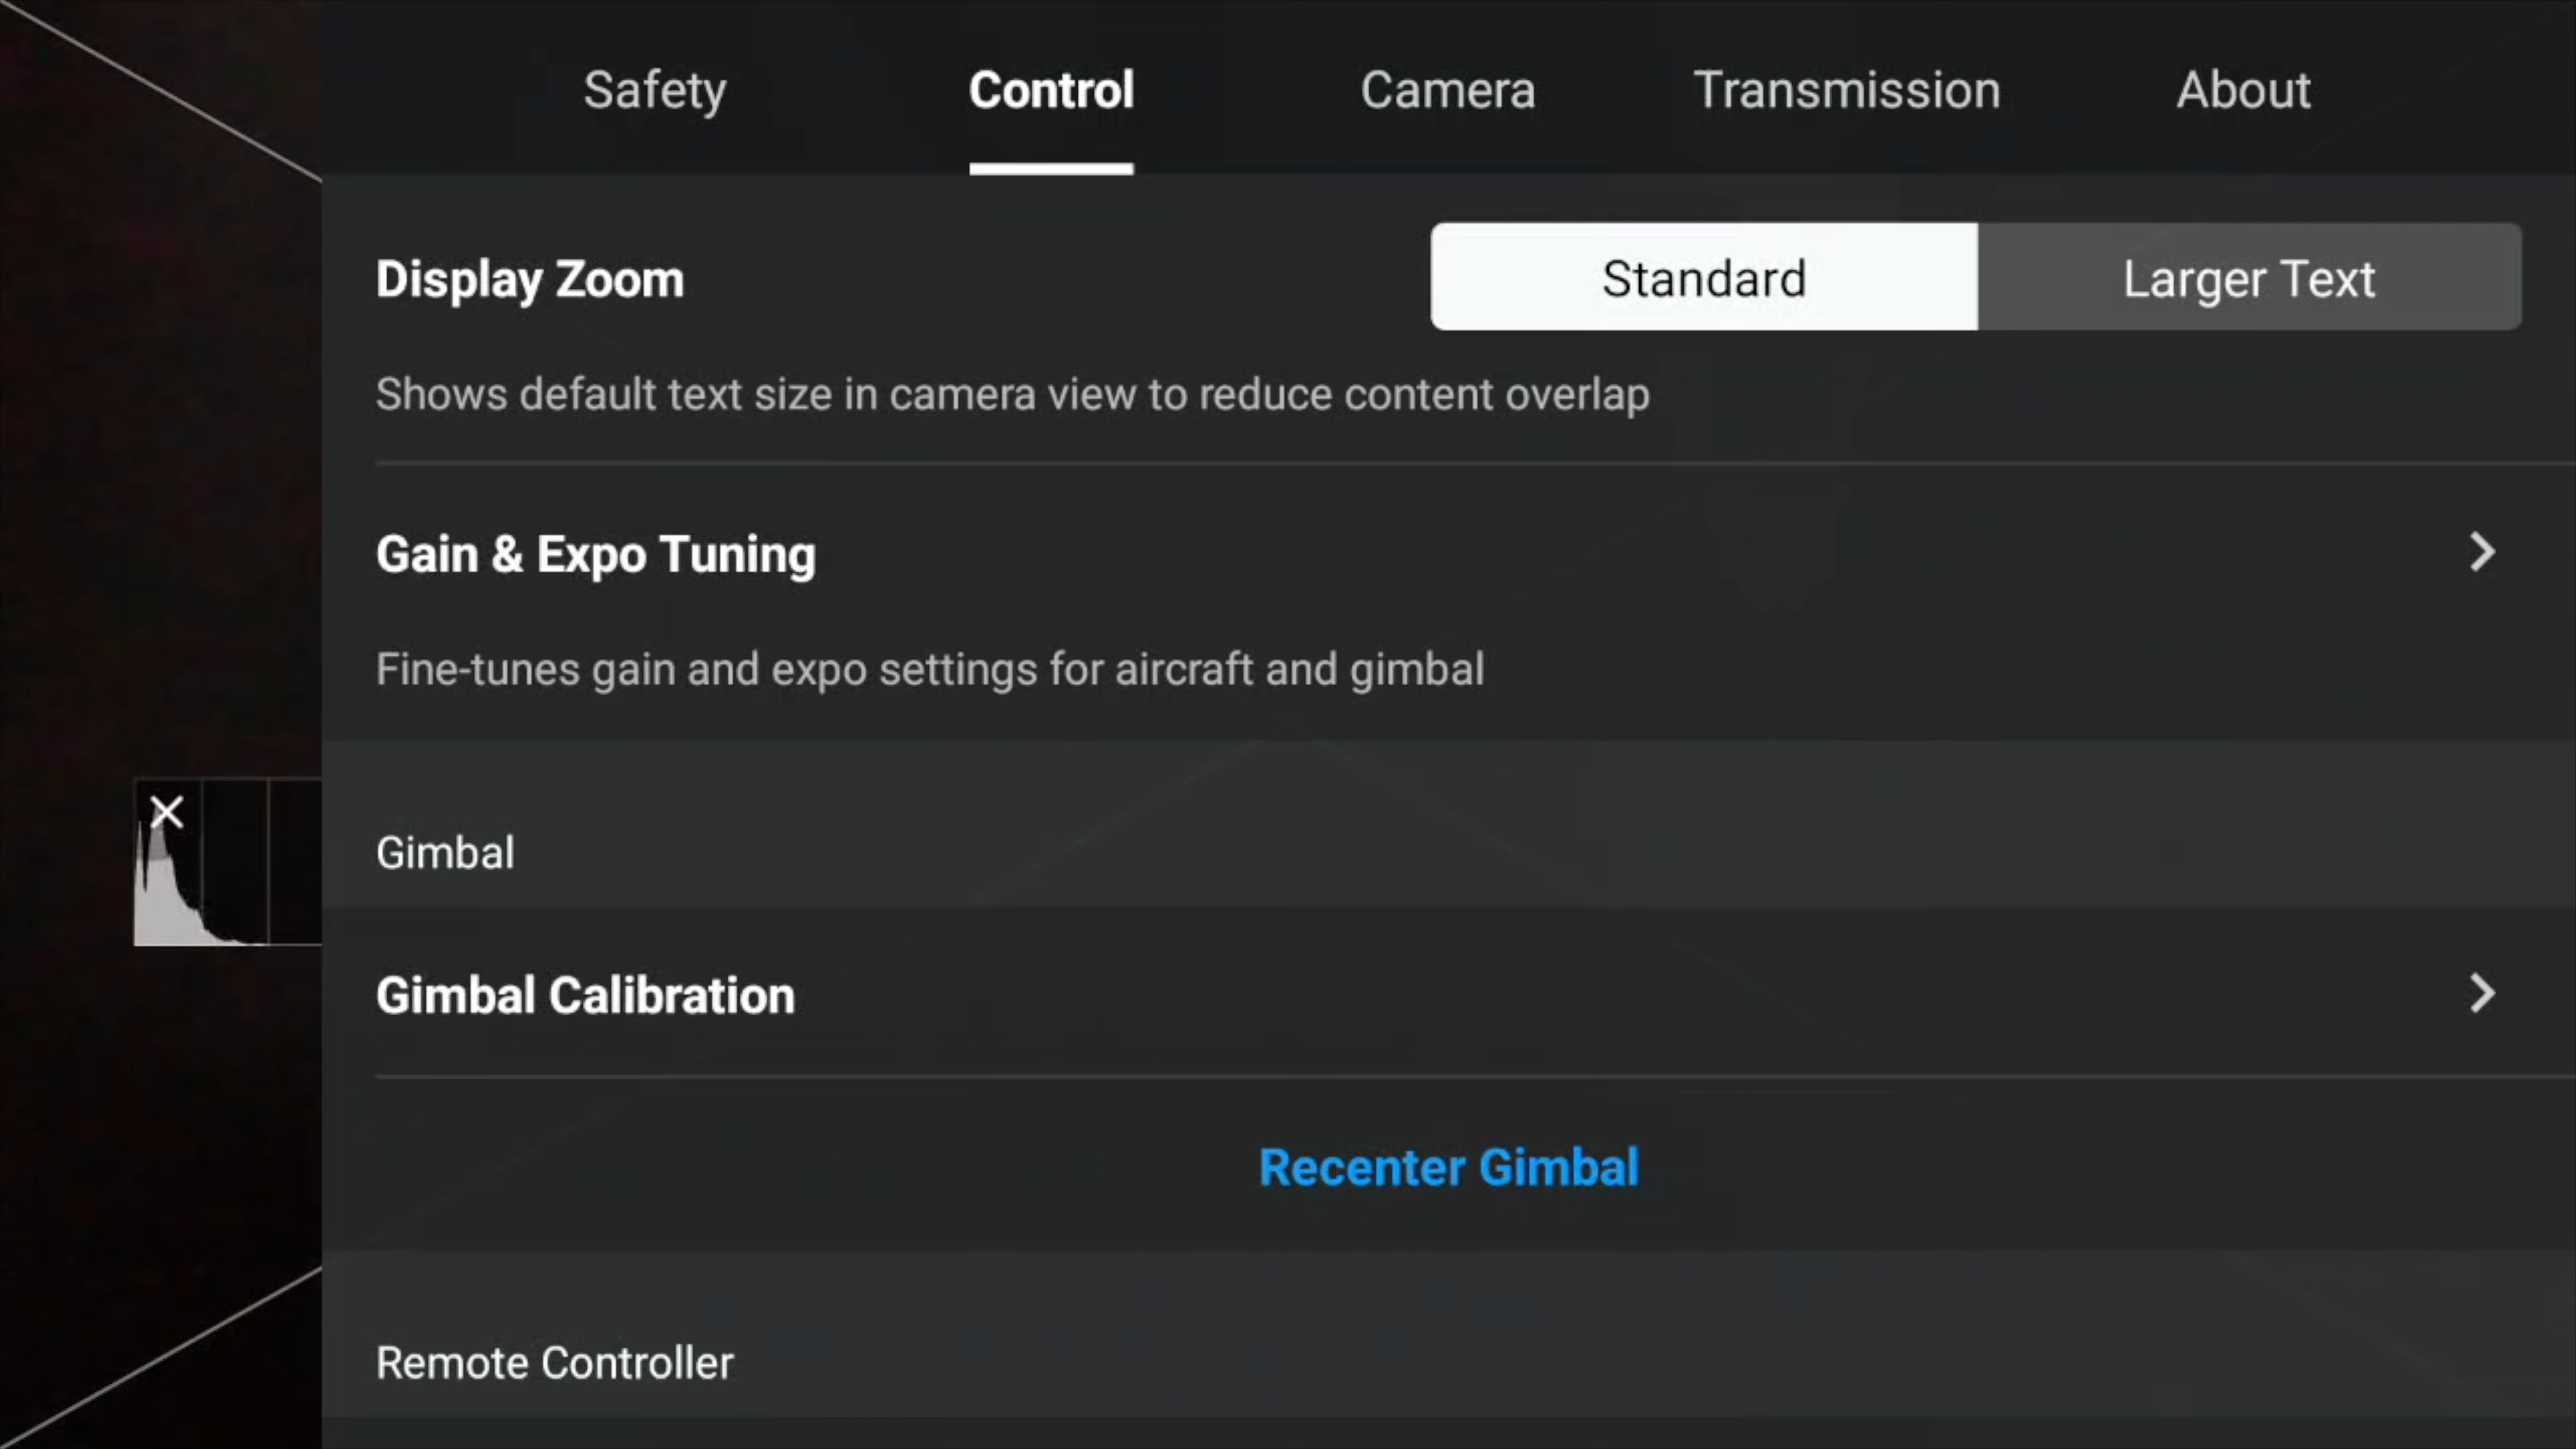 Safety Control Camera Transmission About
Display Zoom Standard Larger Text
Shows default text size in camera view to reduce content overlap
Gain & Expo Tuning
Fine-tunes gain and expo settings for aircraft and gimbal
Gimbal
Gimbal Calibration
Recenter Gimbal
Remote Controller